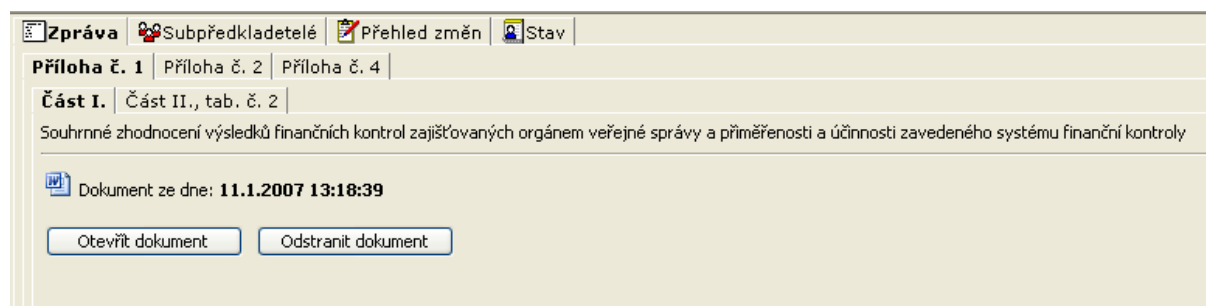 Zpráva Subpředkladetelé Přehled změn Stav
Příloha č. 1 Příloha č. 2 Příloha č. 4
Část I. Část II., tab. č. 2
Souhrnné zhodnocení výsledků finančních kontrol zajišťovaných orgánem veřejné správy a přiměřenosti a účinnosti zavedeného systému finanční kontroly
Dokument ze dne: 11.1.2007 13:18:39
Otevřít dokument Odstranit dokument